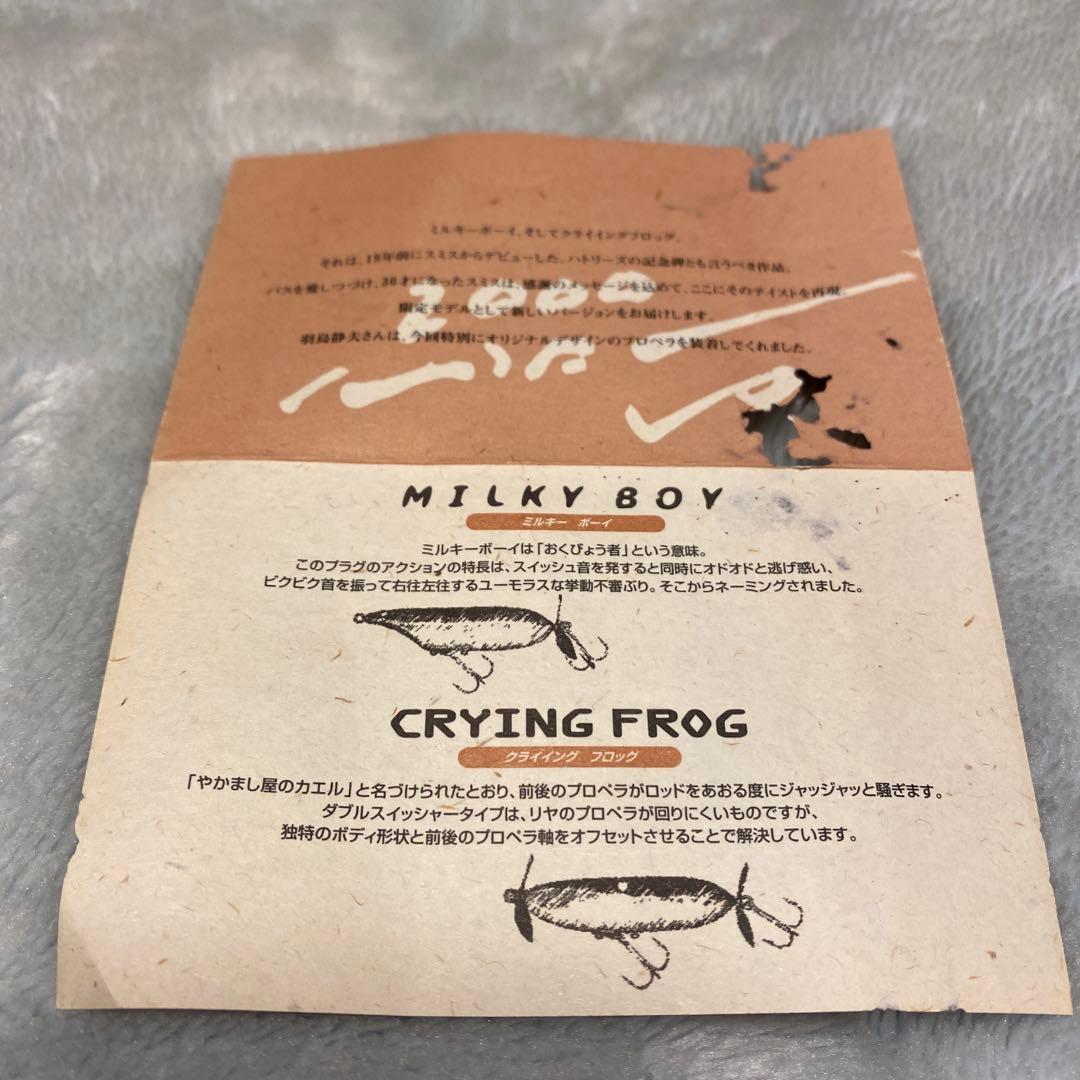 ミルキーボーイ、そしてクライイングフロッグ。
それは、18年前にスミスからデビューした、ハトリーズの記念碑とも言うべき作品。
バスを愛しつづけ、30才になったスミスは、感謝のメッセージを込めて、ここにそのテイストを再現。
限定モデルとして新しいバージョンをお届けします。
羽鳥静夫さんは、今回特別にオリジナルデザインのプロペラを装着してくれました。
2000
MILKY BOY
ミルキー ボーイ
ミルキーボーイは「おくびょう者」という意味。
このプラグのアクションの特長は、スイッシュ音を発すると同時にオドオドと逃げ惑い、
ビクビク首を振って右往左往するユーモラスな挙動不審ぶり。そこからネーミングされました。
CRYING FROG
クライイング フロッグ
「やかまし屋のカエル」と名づけられたとおり、前後のプロペラがロッドをあおる度にジャッジャッと騒ぎます。
ダブルスイッシャータイプは、リヤのプロペラが回りにくいものですが、
独特のボディ形状と前後のプロペラ軸をオフセットさせることで解決しています。